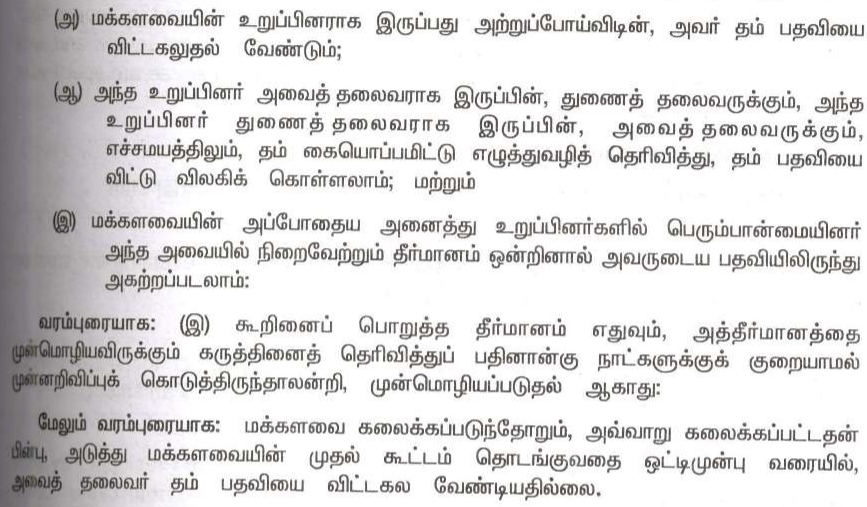 (அ) மக்களவையின் உறுப்பினராக இருப்பது அற்றுப்போய்விடின், அவர் தம் பதவியை
விட்டகலுதல் வேண்டும்;
(ஆ) அந்த உறுப்பினர் அவைத் தலைவராக இருப்பின், துணைத் தலைவருக்கும், அந்த
உறுப்பினர் துணைத் தலைவராக இருப்பின், அவைத் தலைவருக்கும்,
எச்சமயத்திலும், தம் கையொப்பமிட்டு எழுத்துவழித் தெரிவித்து, தம் பதவியை
விட்டு விலகிக் கொள்ளலாம்; மற்றும்
(இ) மக்களவையின் அப்போதைய அனைத்து உறுப்பினர்களில் பெரும்பான்மையினர்
அந்த அவையில் நிறைவேற்றும் தீர்மானம் ஒன்றினால் அவருடைய பதவியிலிருந்து
அகற்றப்படலாம்:
வரம்புரையாக: (இ) கூறினைப் பொறுத்த தீர்மானம் எதுவும், அத்தீர்மானத்தை
முன்மொழியவிருக்கும் கருத்தினைத் தெரிவித்துப் பதினான்கு நாட்களுக்குக் குறையாமல்
முன்னறிவிப்புக் கொடுத்திருந்தாலன்றி, முன்மொழியப்படுதல் ஆகாது:
மேலும் வரம்புரையாக: மக்களவை கலைக்கப்படுந்தோறும், அவ்வாறு கலைக்கப்பட்டதன்
பின்பு, அடுத்து மக்களவையின் முதல் கூட்டம் தொடங்குவதை ஒட்டிமுன்பு வரையில்,
அவைத் தலைவர் தம் பதவியை விட்டகல வேண்டியதில்லை.